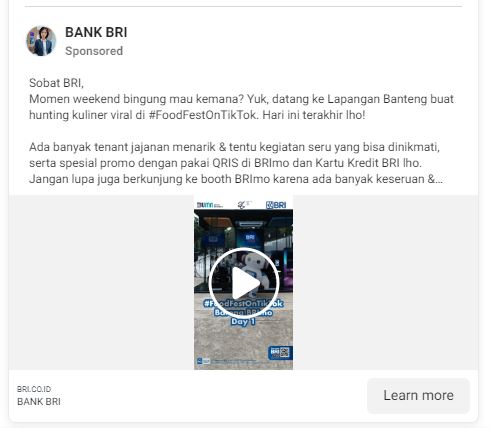 BANK BRI
Sponsored
Sobat BRI,
Momen weekend bingung mau kemana? Yuk, datang ke Lapangan Banteng buat
hunting kuliner viral di #FoodFestOnTikTok. Hari ini terakhir lho!
Ada banyak tenant jajanan menarik & tentu kegiatan seru yang bisa dinikmati,
serta spesial promo dengan pakai QRIS di BRImo dan Kartu Kredit BRI lho.
Jangan lupa juga berkunjung ke booth BRImo karena ada banyak keseruan &...
BUMN
BRI
BRI
#FoodFestOnTikTok
Bareng BRImo
Day 1
BRI.CO.ID
BANK BRI
Learn more